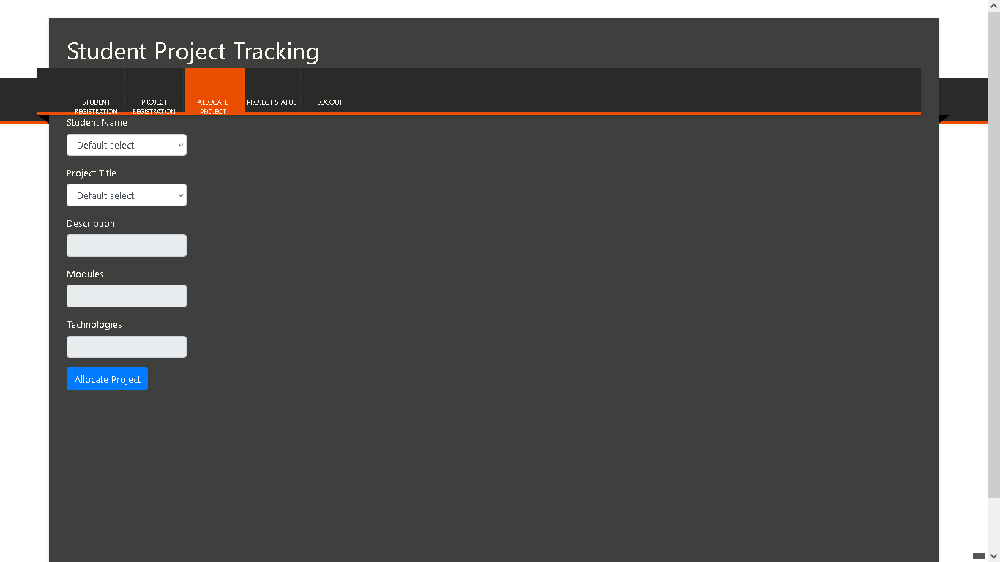 Student Project Tracking
STUDENT REGISTRATION
PROJECT REGISTRATION
ALLOCATE PROJECT
PROJECT STATUS
LOGOUT
Student Name
Default select
Project Title
Default select
Description
Modules
Technologies
Allocate Project